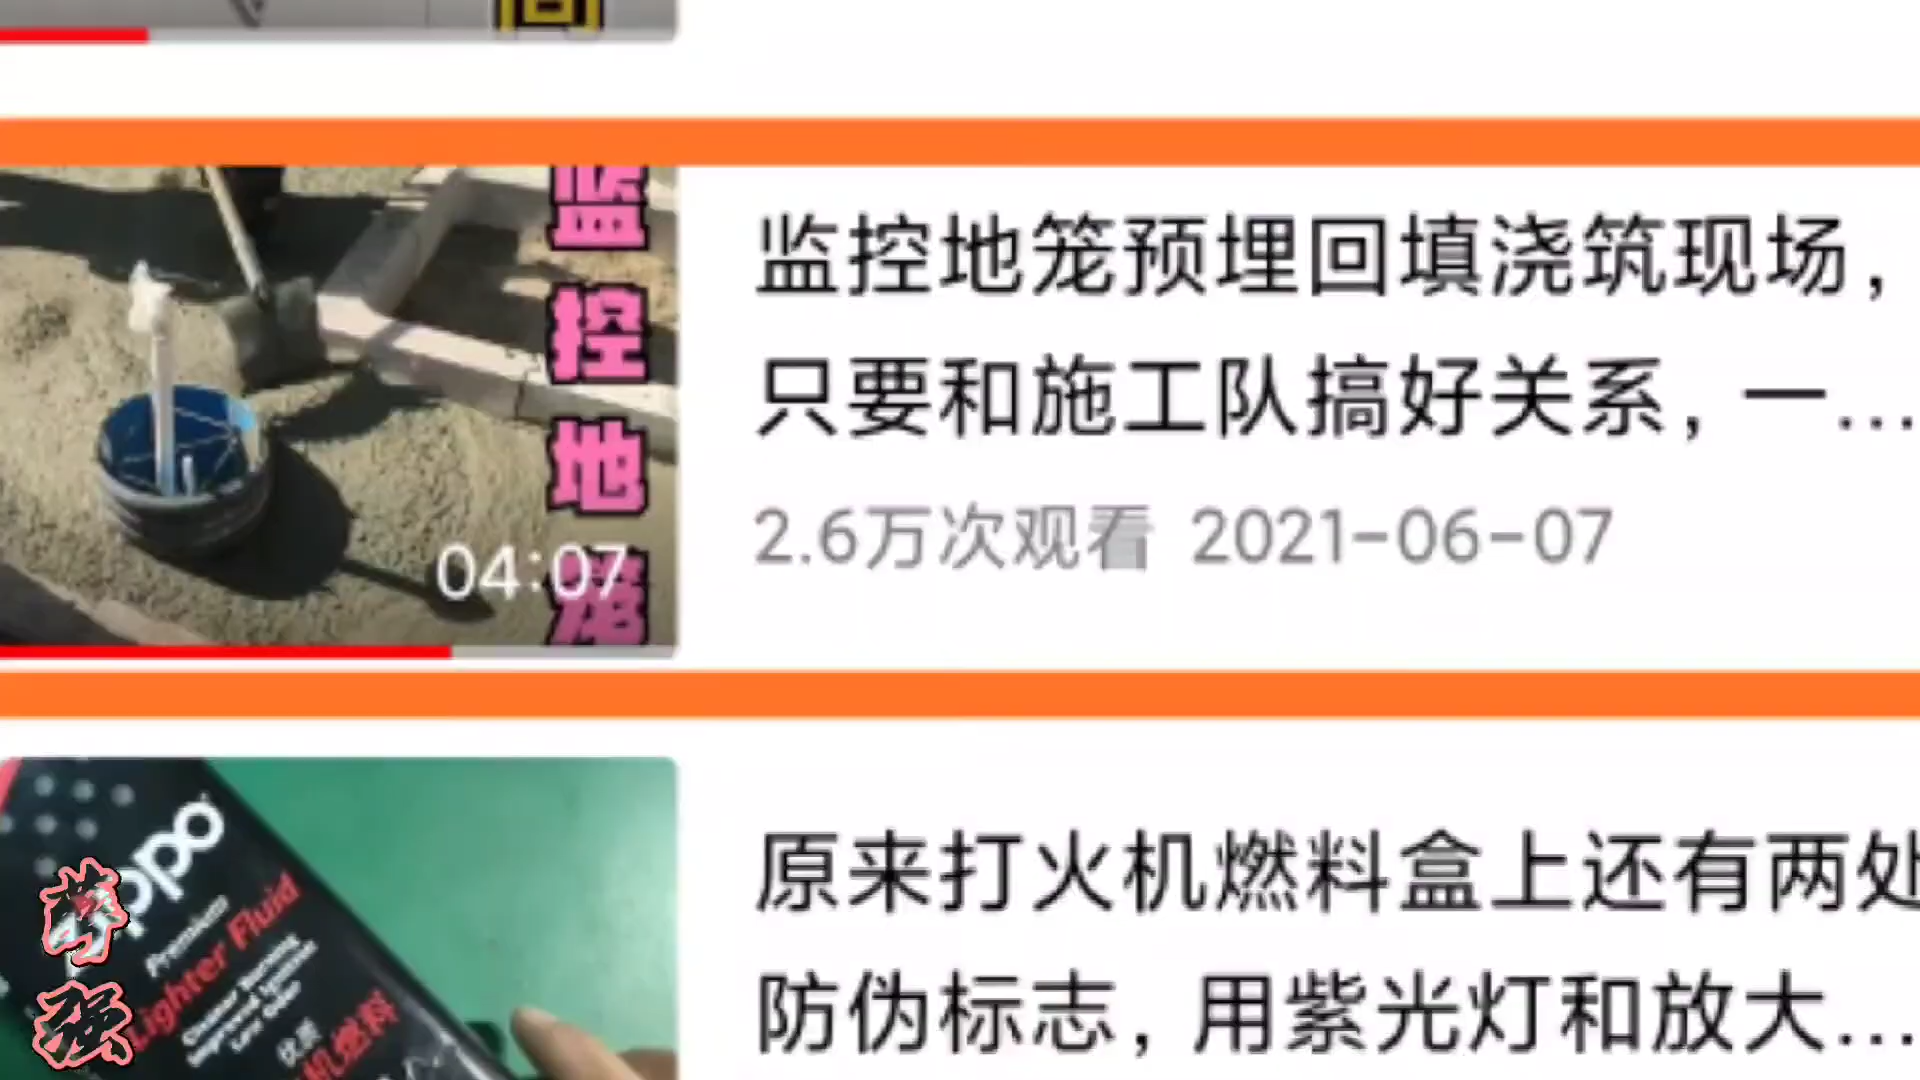 监控地笼预埋回填浇筑现场，
只要和施工队搞好关系，一...
2.6万次观看 2021-06-07
监
控
地
笼
04:07
原来打火机燃料盒上还有两处
防伪标志，用紫光灯和放大...
Premium
Lighter Fluid
强